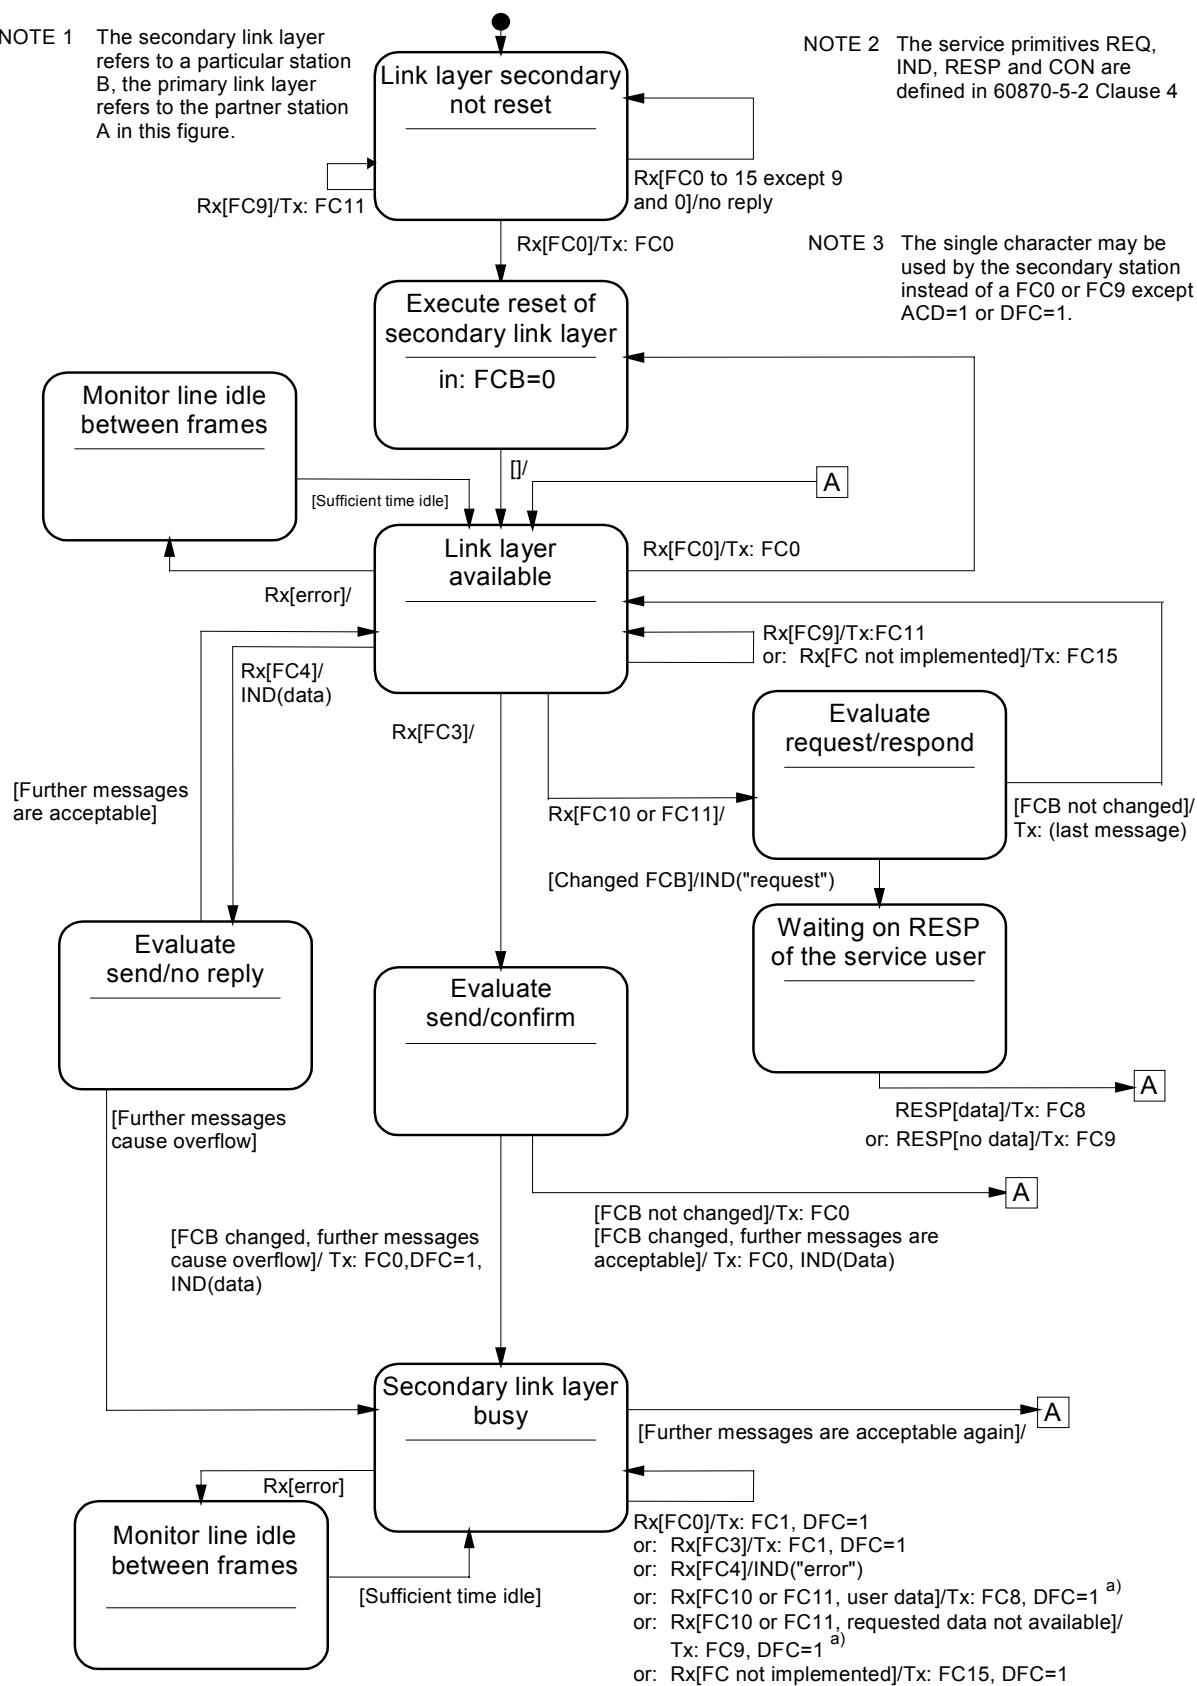 NOTE 1 The secondary link layer
refers to a particular station
B, the primary link layer
refers to the partner station
A in this figure.
NOTE 2 The service primitives REQ,
IND, RESP and CON are
defined in 60870-5-2 Clause 4
Link layer secondary
not reset
Rx[FC9]/Tx: FC11
Rx[FC0 to 15 except 9
and 0]/no reply
Rx[FC0]/Tx: FC0
NOTE 3 The single character may be
used by the secondary station
instead of a FC0 or FC9 except
ACD=1 or DFC=1.
Execute reset of
secondary link layer
in: FCB=0
Monitor line idle
between frames
[]/
A
[Sufficient time idle]
Link layer
available
Rx[FC0]/Tx: FC0
Rx[error]/
Rx[FC9]/Tx:FC11
or: Rx[FC not implemented]/Tx: FC15
Rx[FC4]/
IND(data)
Rx[FC3]/
Evaluate
request/respond
[Further messages
are acceptable]
Rx[FC10 or FC11]/
[FCB not changed]/
Tx: (last message)
[Changed FCB]/IND("request")
Waiting on RESP
of the service user
Evaluate
send/no reply
Evaluate
send/confirm
A
RESP[data]/Tx: FC8
or: RESP[no data]/Tx: FC9
[Further messages
cause overflow]
A
[FCB not changed]/Tx: FC0
[FCB changed, further messages are
acceptable]/ Tx: FC0, IND(Data)
[FCB changed, further messages
cause overflow]/ Tx: FC0,DFC=1,
IND(data)
Secondary link layer
busy
A
[Further messages are acceptable again]/
Rx[error]
Monitor line idle
between frames
[Sufficient time idle]
Rx[FC0]/Tx: FC1, DFC=1
or: Rx[FC3]/Tx: FC1, DFC=1
or: Rx[FC4]/IND("error")
or: Rx[FC10 or FC11, user data]/Tx: FC8, DFC=1 a)
or: Rx[FC10 or FC11, requested data not available]/
Tx: FC9, DFC=1 a)
or: Rx[FC not implemented]/Tx: FC15, DFC=1